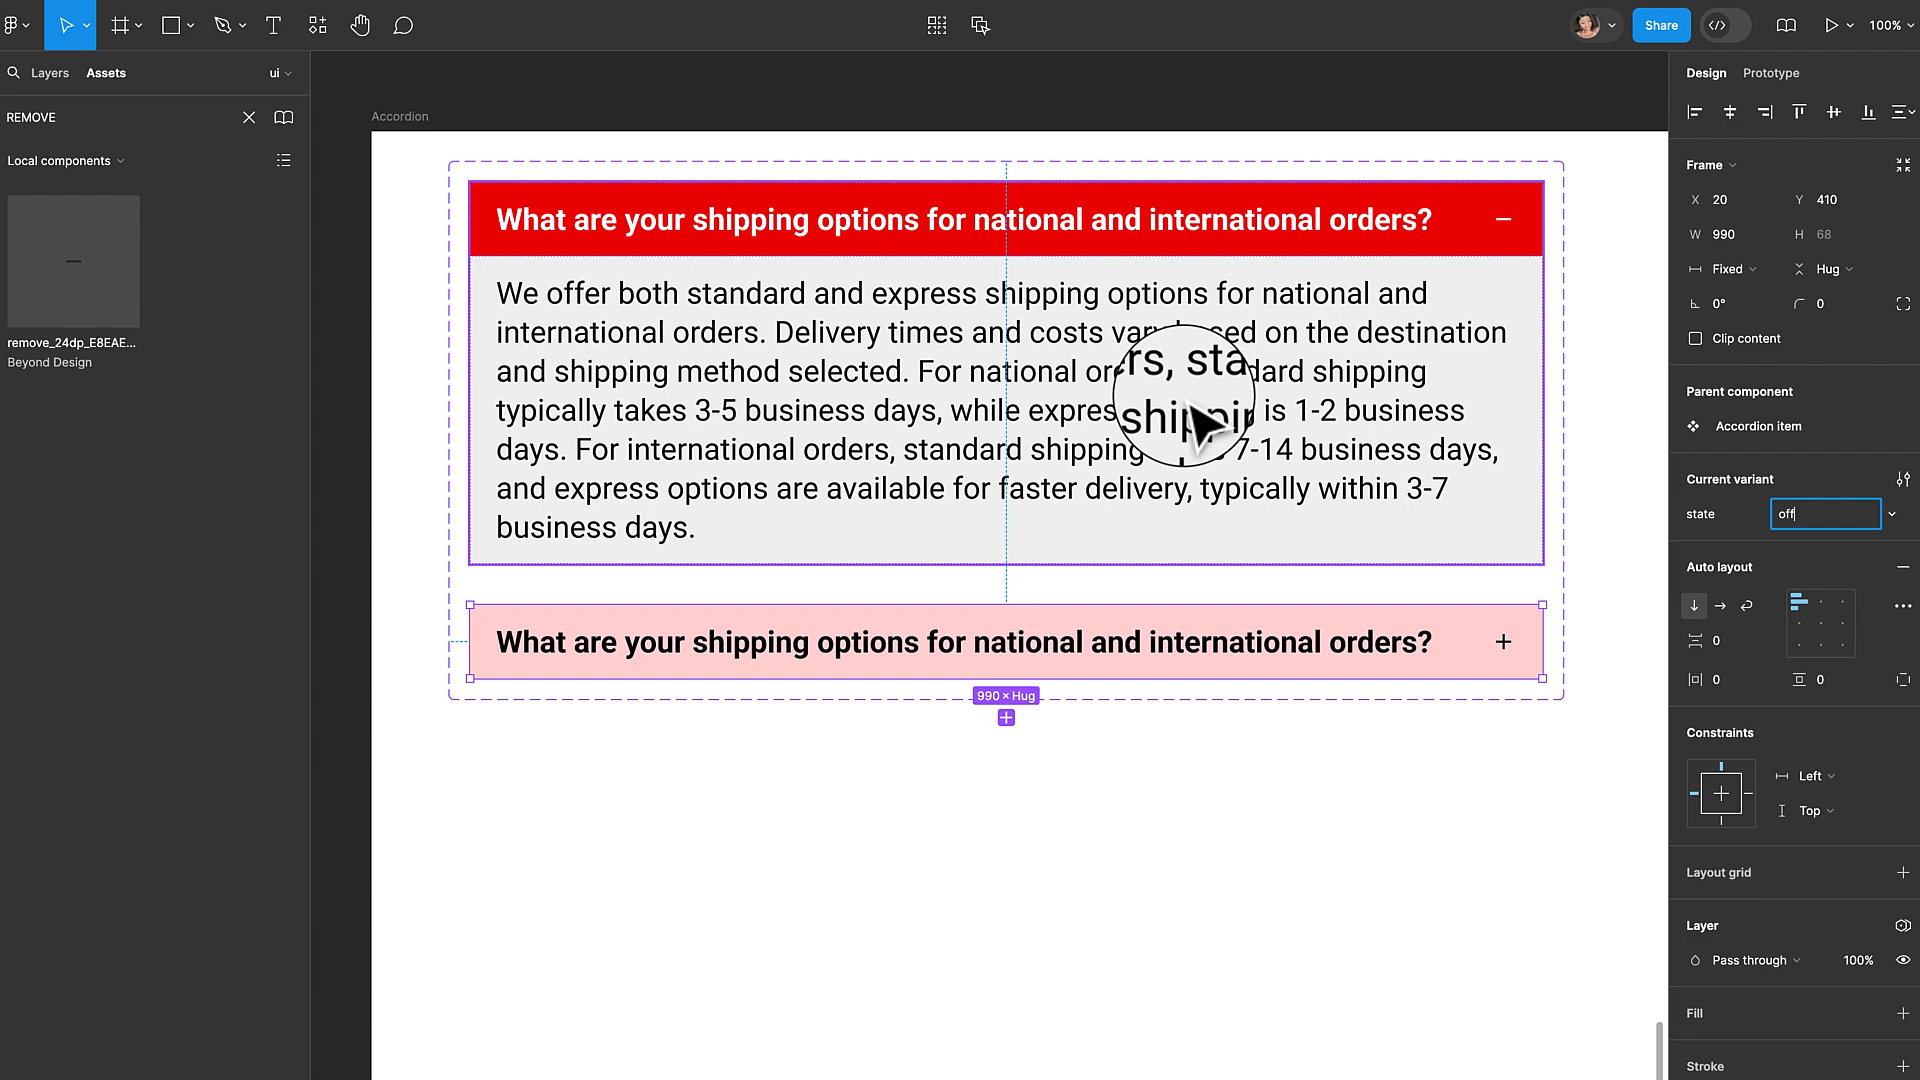 Share
100%
Layers
Assets
ui
REMOVE
Local components
remove_24dp_E8EAE...
Beyond Design
Accordion
What are your shipping options for national and international orders?
We offer both standard and express shipping options for national and
international orders. Delivery times and costs vary based on the destination
and shipping method selected. For national orders, standard shipping
typically takes 3-5 business days, while express shipping is 1-2 business
days. For international orders, standard shipping 7-14 business days,
and express options are available for faster delivery, typically within 3-7
business days.
What are your shipping options for national and international orders?
990 × Hug
Design
Prototype
Frame
X 20
Y 410
W 990
H 68
Fixed
Hug
0°
0
Clip content
Parent component
Accordion item
Current variant
state
off
Auto layout
0
0
0
Constraints
Left
Top
Layout grid
Layer
Pass through
100%
Fill
Stroke